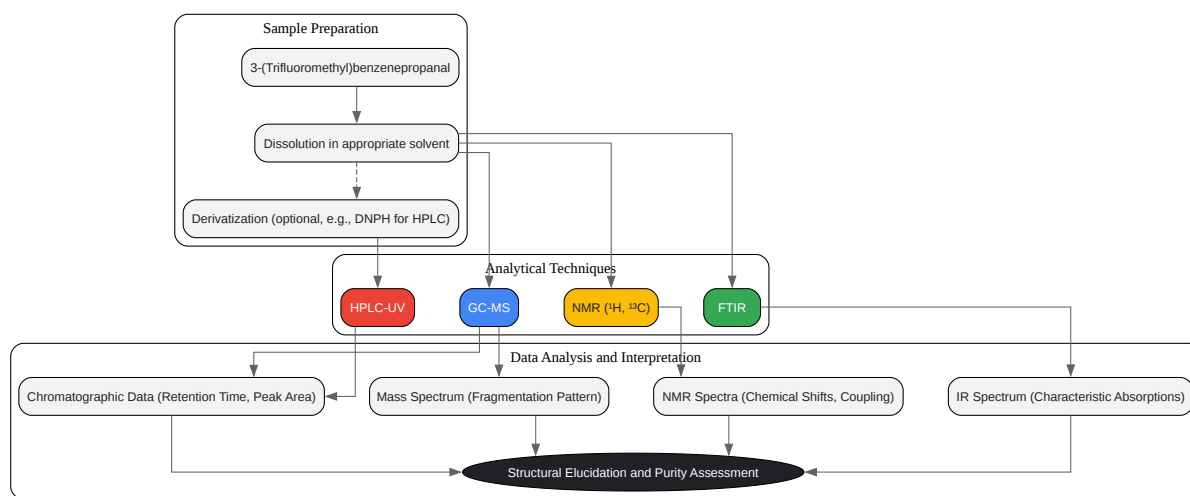 Sample Preparation
3-(Trifluoromethyl)benzenepropanal
Dissolution in appropriate solvent
Derivatization (optional, e.g., DNPH for HPLC)
Analytical Techniques
HPLC-UV
GC-MS
NMR (¹H, ¹³C)
FTIR
Data Analysis and Interpretation
Chromatographic Data (Retention Time, Peak Area)
Mass Spectrum (Fragmentation Pattern)
NMR Spectra (Chemical Shifts, Coupling)
IR Spectrum (Characteristic Absorptions)
Structural Elucidation and Purity Assessment